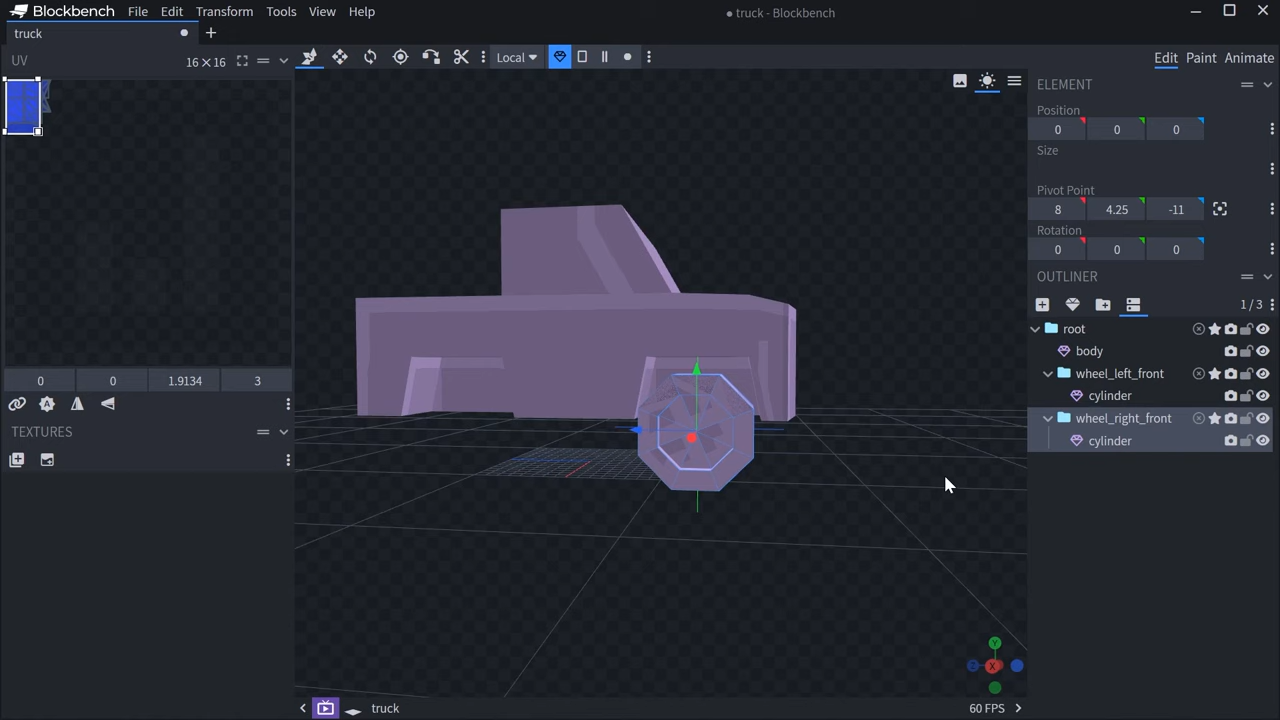 Blockbench File Edit Transform Tools View Help
truck - Blockbench
truck
UV 16×16
Local
Edit Paint Animate
ELEMENT
Position
0 0 0
Size
Pivot Point
8 4.25 -11
Rotation
0 0 0
OUTLINER
1/3
root
body
wheel_left_front
cylinder
wheel_right_front
cylinder
0 0 1.9134 3
TEXTURES
Y
Z X
truck
60 FPS